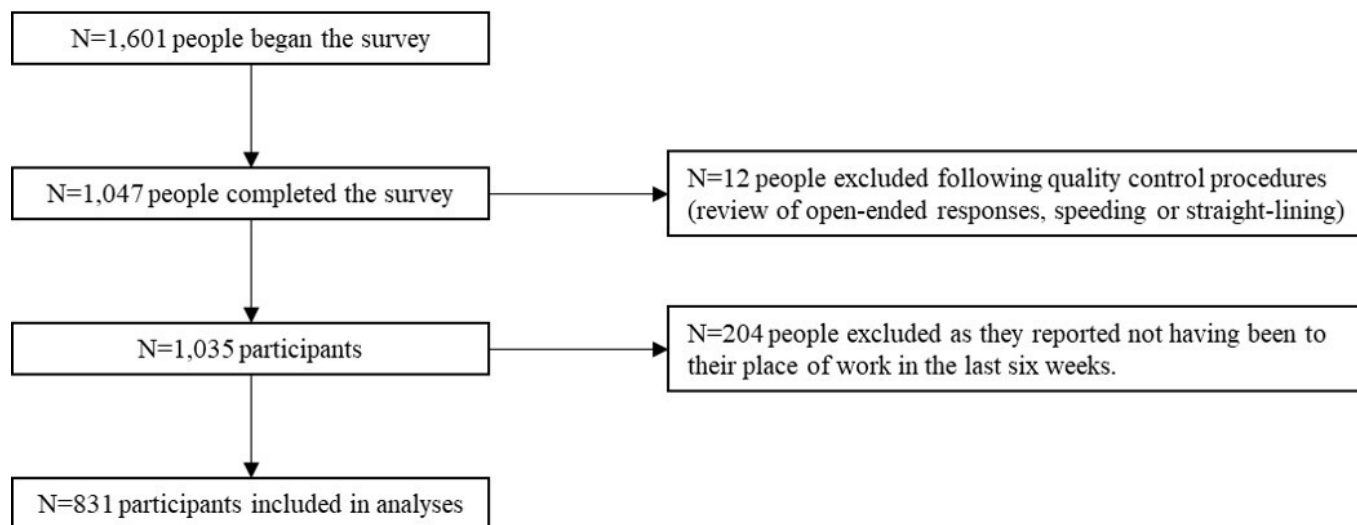 N=1,601 people began the survey
N=1,047 people completed the survey
N=12 people excluded following quality control procedures
(review of open-ended responses, speeding or straight-lining)
N=1,035 participants
N=204 people excluded as they reported not having been to
their place of work in the last six weeks.
N=831 participants included in analyses